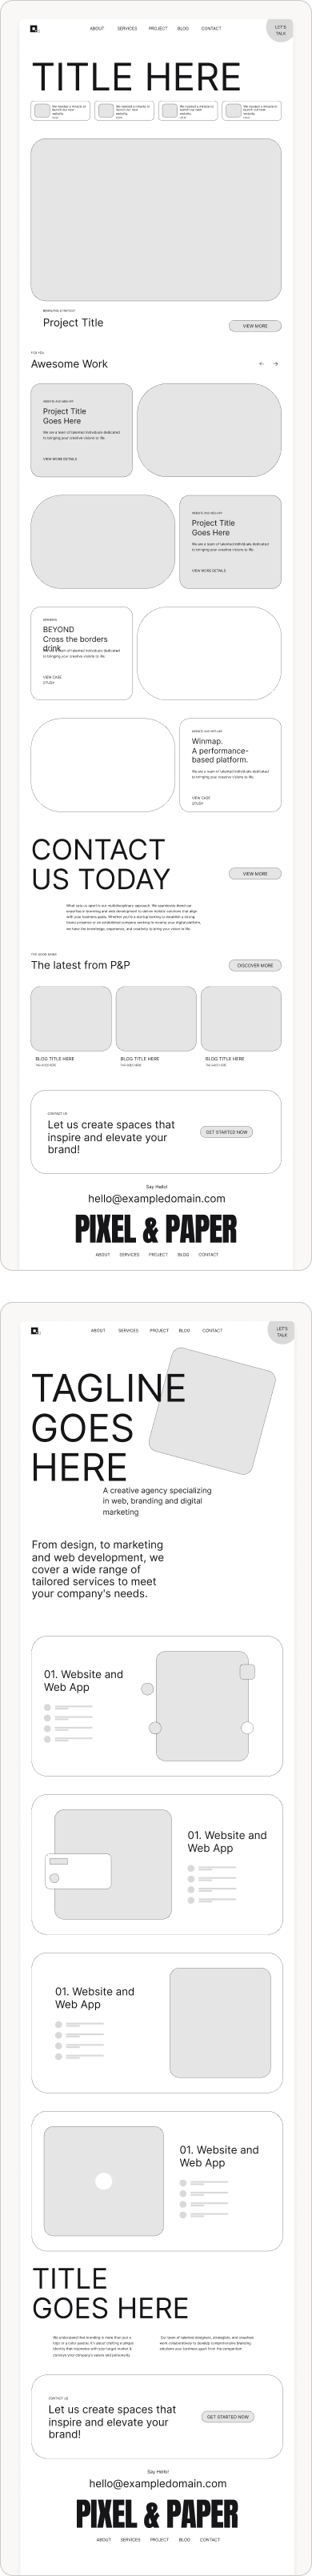 ABOUT SERVICES PROJECT BLOG CONTACT
LET'S
TALK
TITLE HERE
We needed a miracle to
launch our new
website.
We needed a miracle to
launch our new
website.
We needed a miracle to
launch our new
website.
We needed a miracle to
launch our new
website.
Project Title
VIEW MORE
FOR YOU
Awesome Work
← →
WEBSITE AND WEB APP
Project Title
Goes Here
We are a team of talented individuals dedicated
to bringing your creative visions to life.
VIEW MORE DETAILS
WEBSITE AND WEB APP
Project Title
Goes Here
We are a team of talented individuals dedicated
to bringing your creative visions to life.
VIEW MORE DETAILS
BEYOND
Cross the borders
drink
We are a team of talented individuals dedicated
to bringing your creative visions to life.
VIEW CASE
STUDY
WEBSITE AND WEB APP
Winmap.
A performance-
based platform.
We are a team of talented individuals dedicated
to bringing your creative visions to life.
VIEW CASE
STUDY
CONTACT
US TODAY
VIEW MORE
What sets us apart is our multidisciplinary approach. We seamlessly blend our
expertise in branding and web development to deliver holistic solutions that align
with your business goals. Whether you're a startup looking to establish a strong
brand presence or an established company seeking to revamp your digital platform,
we have the knowledge, experience, and creativity to bring your vision to life.
The latest from P&P
DISCOVER MORE
BLOG TITLE HERE
BLOG TITLE HERE
BLOG TITLE HERE
TAG GOES HERE
TAG GOES HERE
TAG GOES HERE
CONTACT US
Let us create spaces that
inspire and elevate your
brand!
GET STARTED NOW
Say Hello!
hello@exampledomain.com
PIXEL & PAPER
ABOUT SERVICES PROJECT BLOG CONTACT
ABOUT SERVICES PROJECT BLOG CONTACT
LET'S
TALK
TAGLINE
GOES
HERE
A creative agency specializing
in web, branding and digital
marketing
From design, to marketing
and web development, we
cover a wide range of
tailored services to meet
your company's needs.
01. Website and
Web App
01. Website and
Web App
01. Website and
Web App
01. Website and
Web App
TITLE
GOES HERE
We understand that branding is more than just a
logo or a color palette. It's about crafting a unique
identity that resonates with your target market &
conveys your company's values and personality.
Our team of talented designers, strategists, and creatives
work collaboratively to develop comprehensive branding
solutions your business apart from the competition.
CONTACT US
Let us create spaces that
inspire and elevate your
brand!
GET STARTED NOW
Say Hello!
hello@exampledomain.com
PIXEL & PAPER
ABOUT SERVICES PROJECT BLOG CONTACT